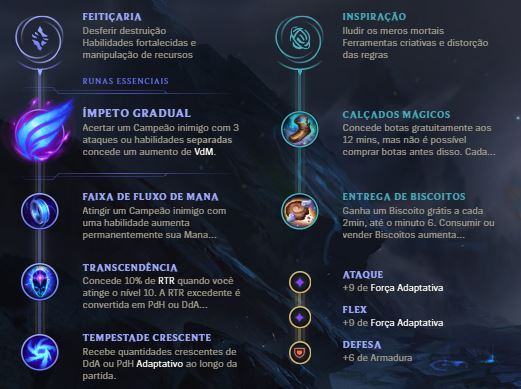 FEITIÇARIA
Desferir destruição
Habilidades fortalecidas e
manipulação de recursos
RUNAS ESSENCIAIS
ÍMPETO GRADUAL
Acertar um Campeão inimigo com 3
ataques ou habilidades separadas
concede um aumento de VdM.
FAIXA DE FLUXO DE MANA
Atingir um Campeão inimigo com
uma habilidade aumenta
permanentemente sua Mana...
TRANSCENDÊNCIA
Concede 10% de RTR quando você
atinge o nível 10. A RTR excedente é
convertida em PdH ou DdA...
TEMPESTADE CRESCENTE
Recebe quantidades crescentes de
DdA ou PdH Adaptativo ao longo da
partida.
INSPIRAÇÃO
Iludir os meros mortais
Ferramentas criativas e distorção
das regras
CALÇADOS MÁGICOS
Concede botas gratuitamente aos
12 mins, mas não é possível
comprar botas antes disso. Cada...
ENTREGA DE BISCOITOS
Ganha um Biscoito grátis a cada
2min, até o minuto 6. Consumir ou
vender Biscoitos aumenta...
ATAQUE
+9 de Força Adaptativa
FLEX
+9 de Força Adaptativa
DEFESA
+6 de Armadura